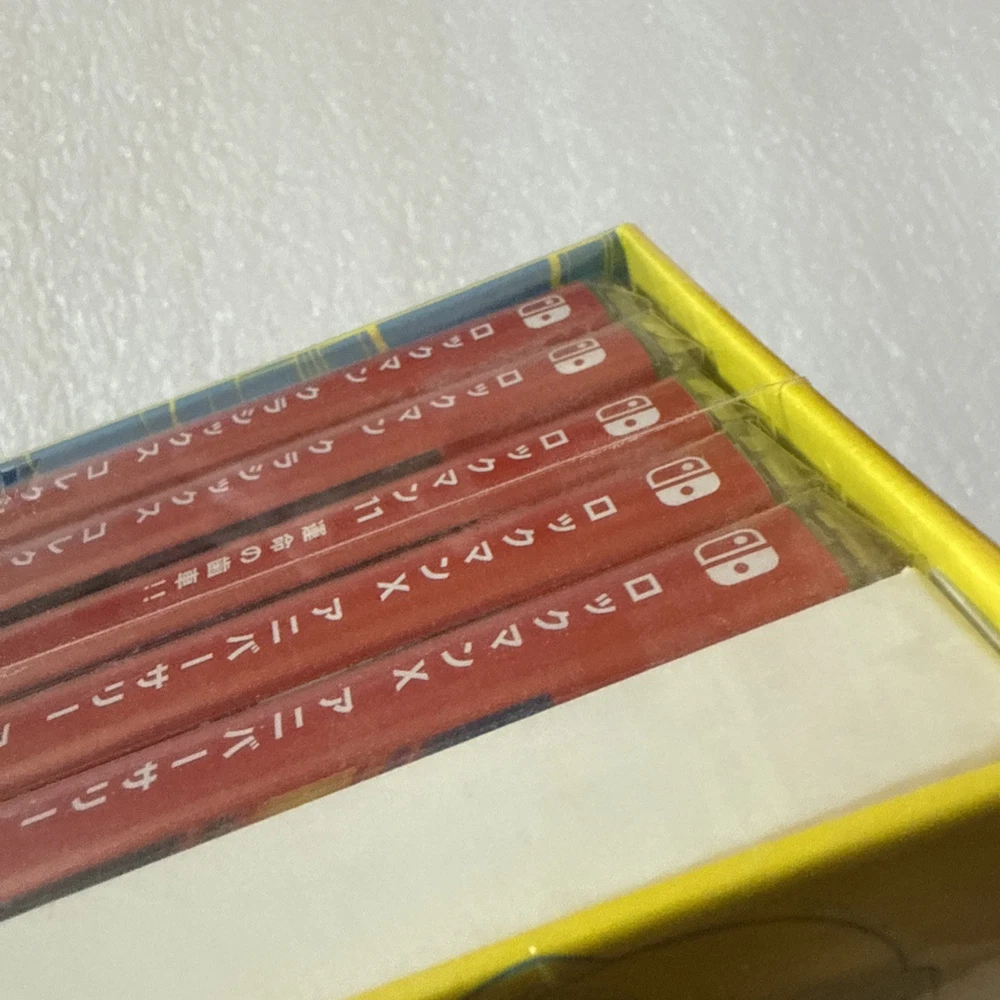 ロックマン クラシックス コレク
ロックマン クラシックス コレク
ロックマン11 運命の歯車!!
ロックマンX アニバーサリー コ
ロックマンX アニバーサリー